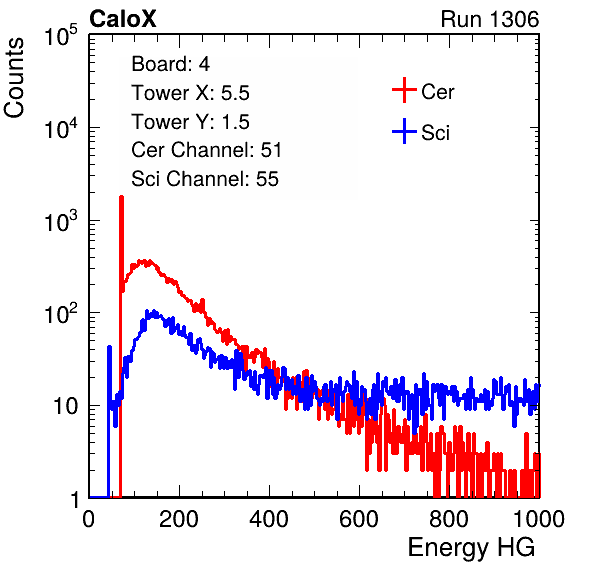 CaloX Run 1306
Counts
10^5
10^4
10^3
10^2
10
1
Board: 4
Tower X: 5.5
Tower Y: 1.5
Cer Channel: 51
Sci Channel: 55
Cer
Sci
0 200 400 600 800 1000
Energy HG